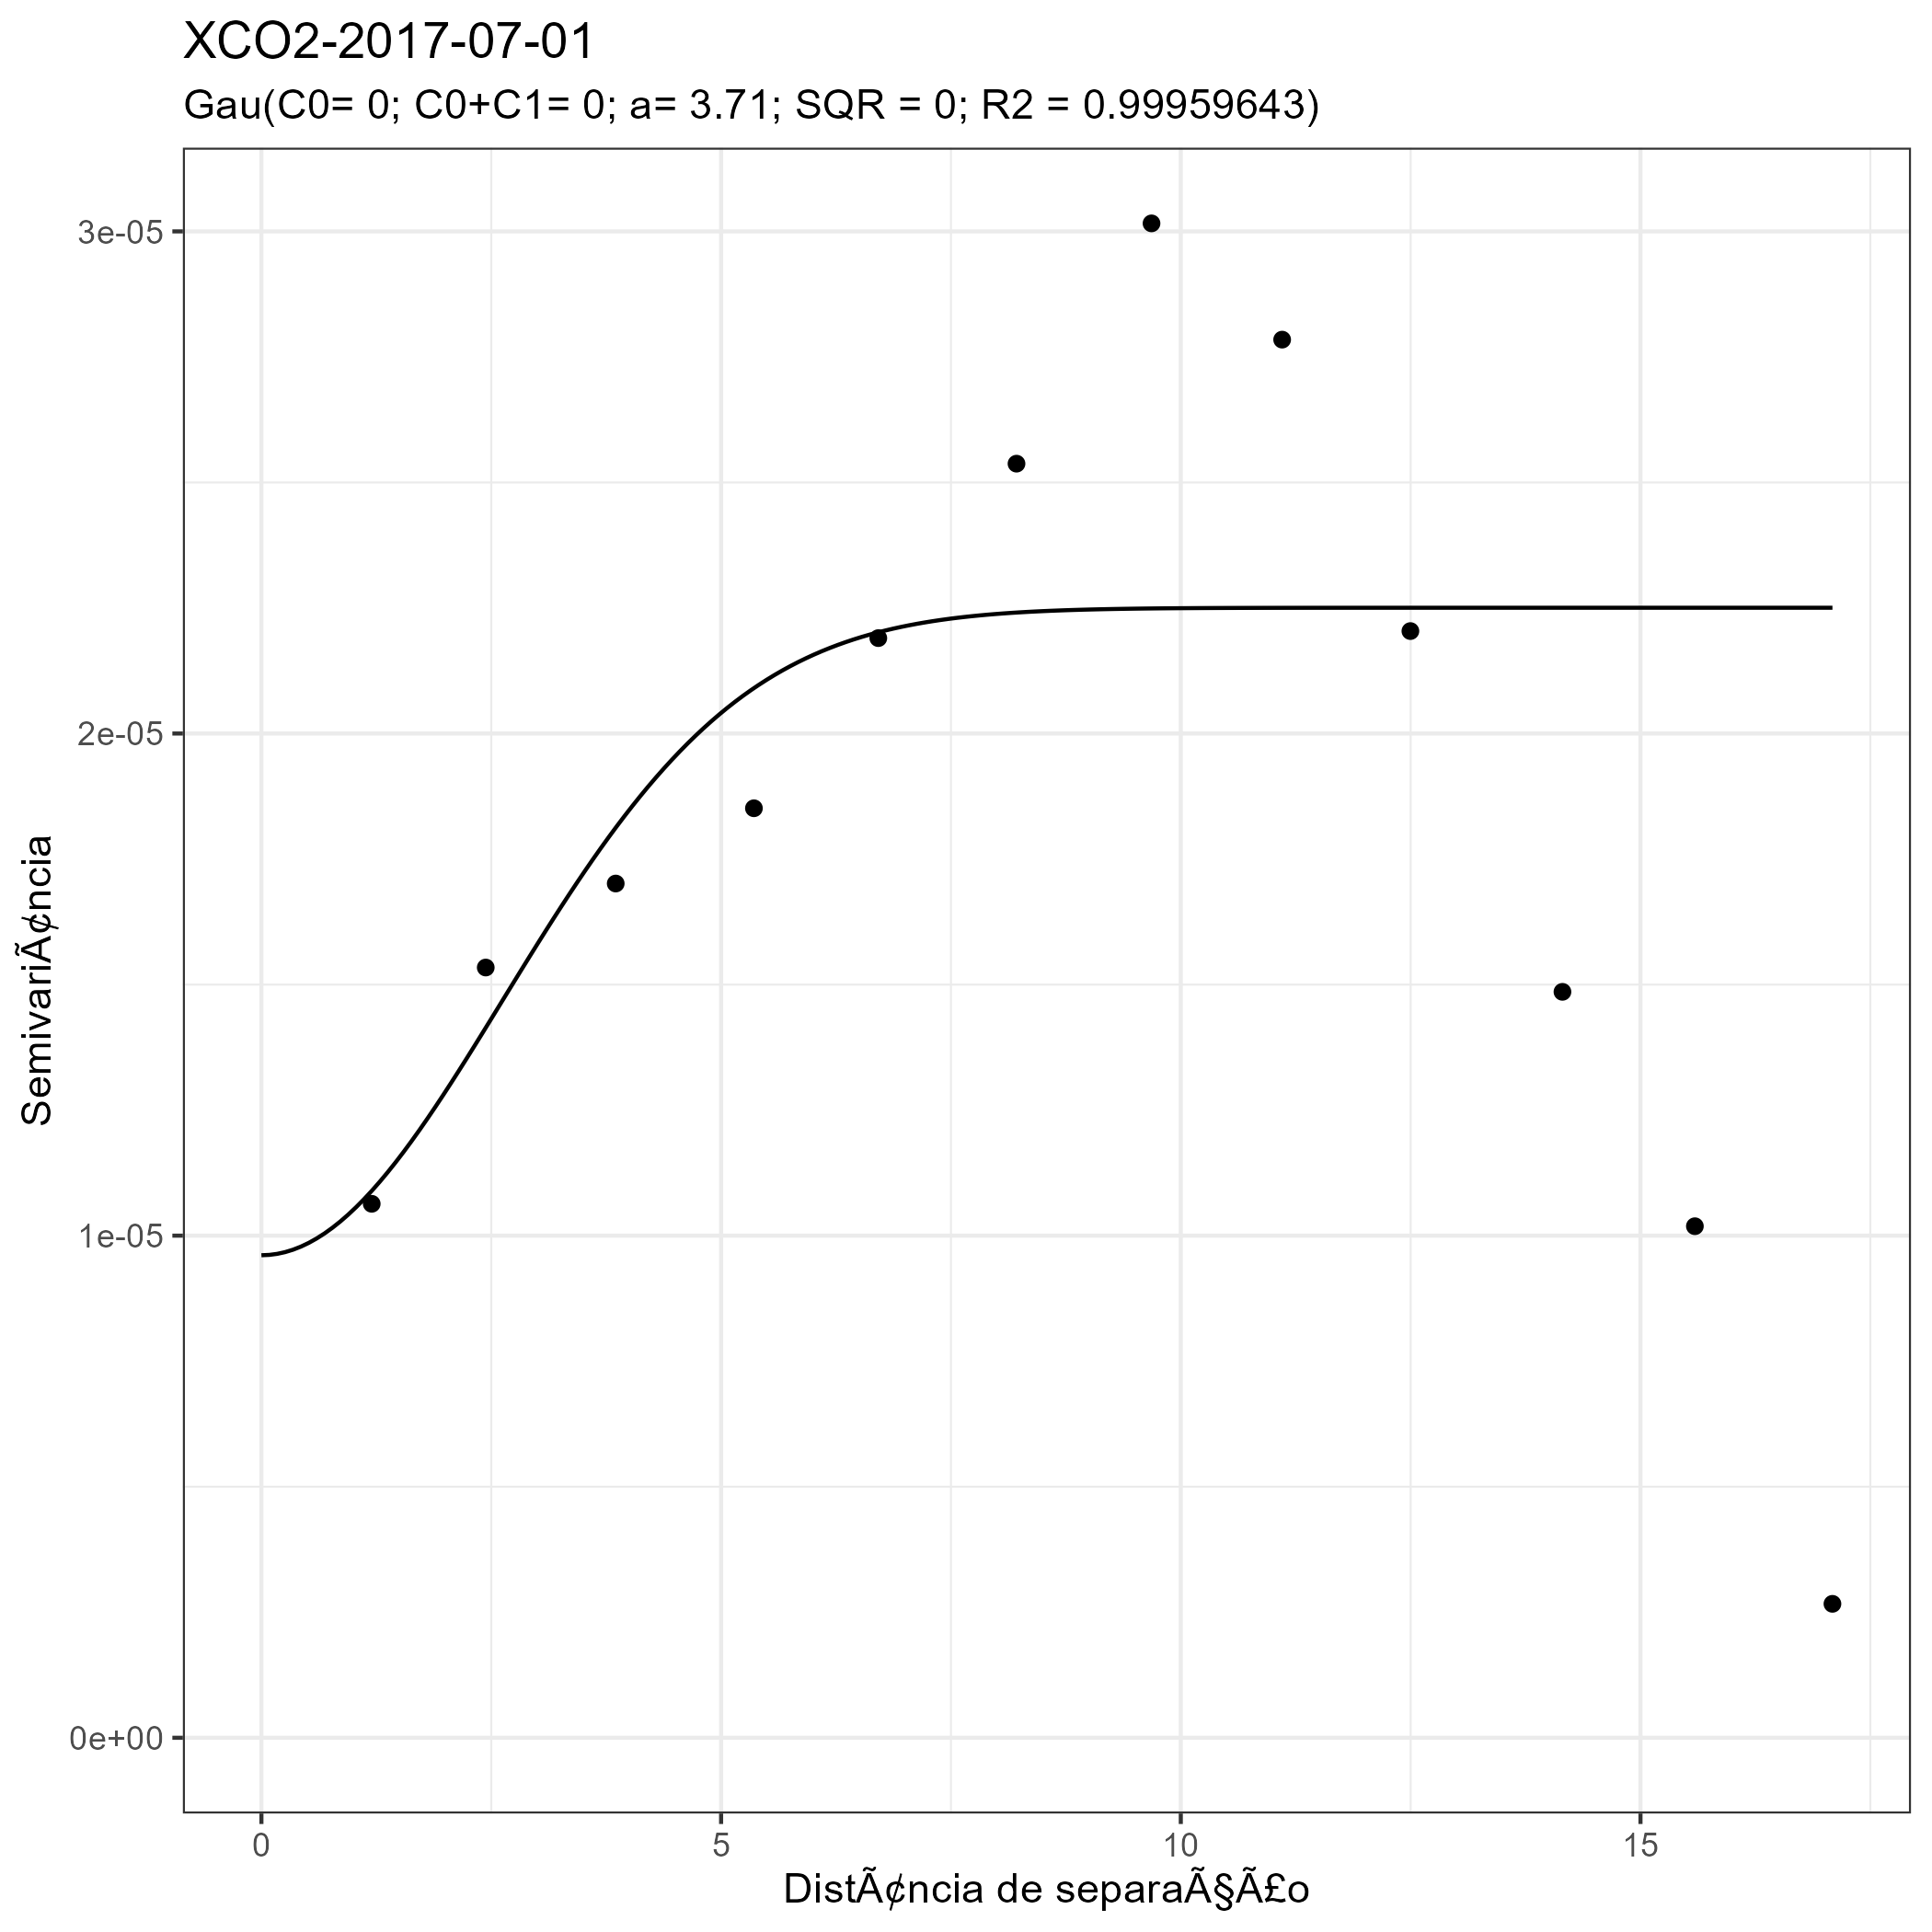 XCO2-2017-07-01
Gau(C0= 0; C0+C1= 0; a= 3.71; SQR = 0; R2 = 0.99959643)
3e-05
2e-05
1e-05
0e+00
SemivariÃ¢ncia
0 5 10 15
DistÃ¢ncia de separaÃ§Ã£o